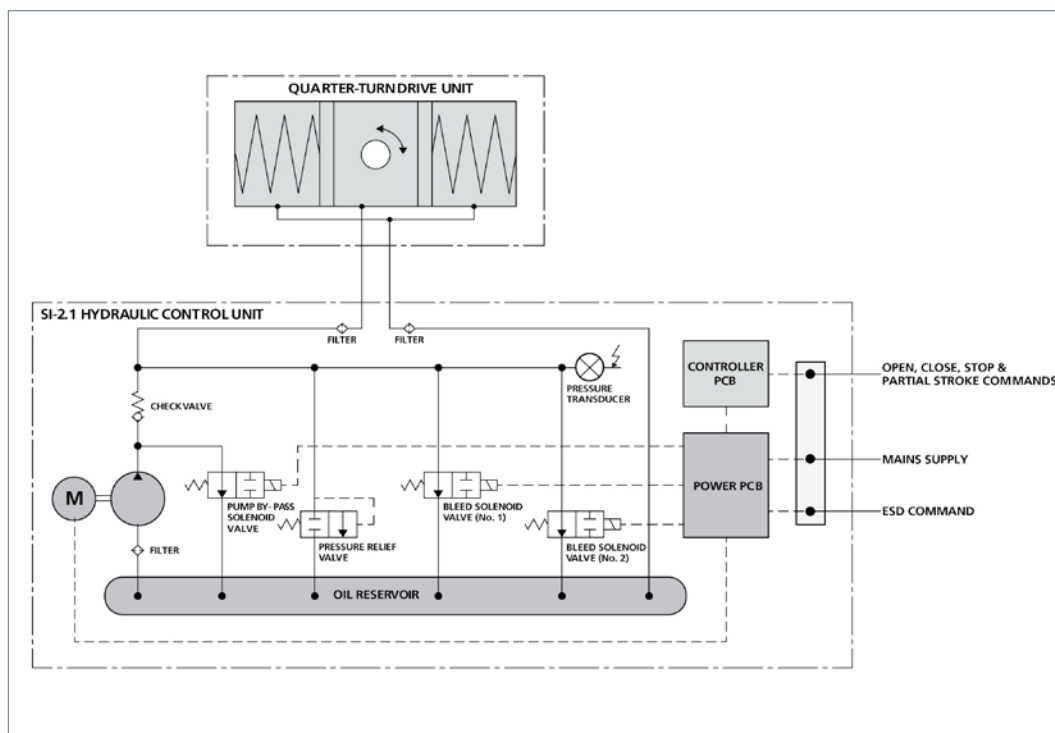 QUARTER-TURN DRIVE UNIT
SI-2.1 HYDRAULIC CONTROL UNIT
FILTER
FILTER
PRESSURE
TRANSDUCER
CONTROLLER
PCB
OPEN, CLOSE, STOP &
PARTIAL STROKE COMMANDS
CHECK VALVE
POWER PCB
MAINS SUPPLY
M
PUMP BY- PASS
SOLENOID
VALVE
BLEED SOLENOID
VALVE (No. 1)
ESD COMMAND
FILTER
PRESSURE RELIEF
VALVE
BLEED SOLENOID
VALVE (No. 2)
OIL RESERVOIR